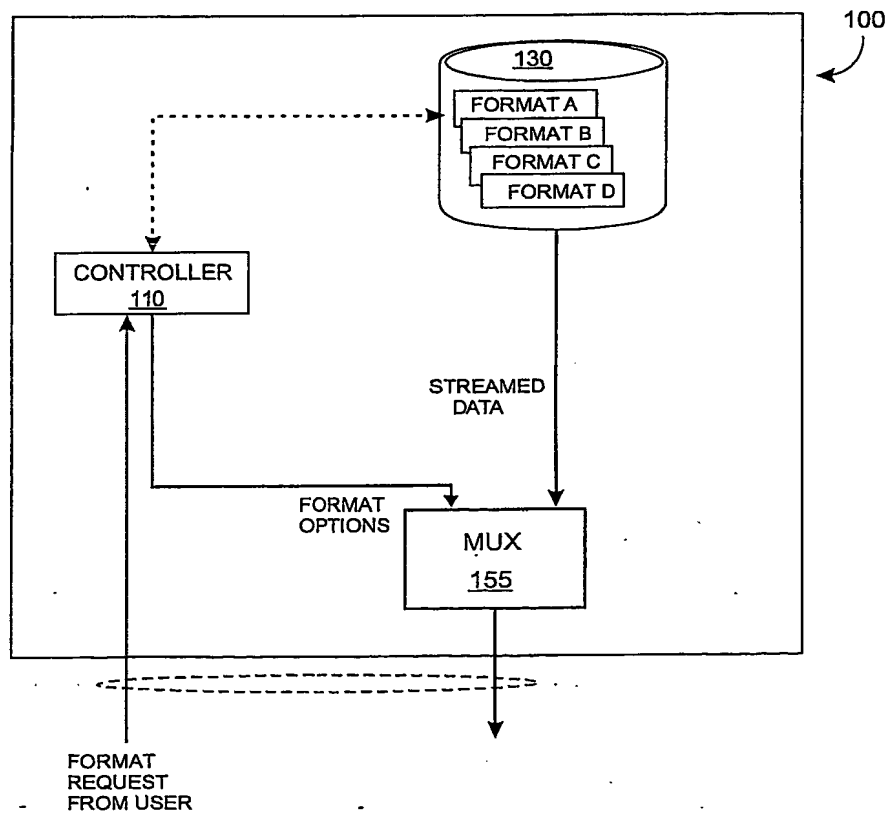 100
130
FORMAT A
FORMAT B
FORMAT C
FORMAT D
CONTROLLER
110
STREAMED
DATA
FORMAT
OPTIONS
MUX
155
FORMAT
REQUEST
FROM USER